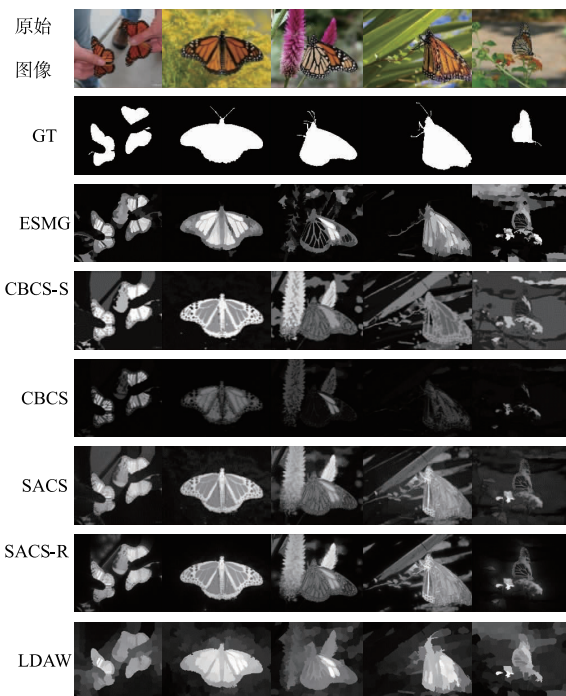 原始
图像
GT
ESMG
CBCS-S
CBCS
SACS
SACS-R
LDAW